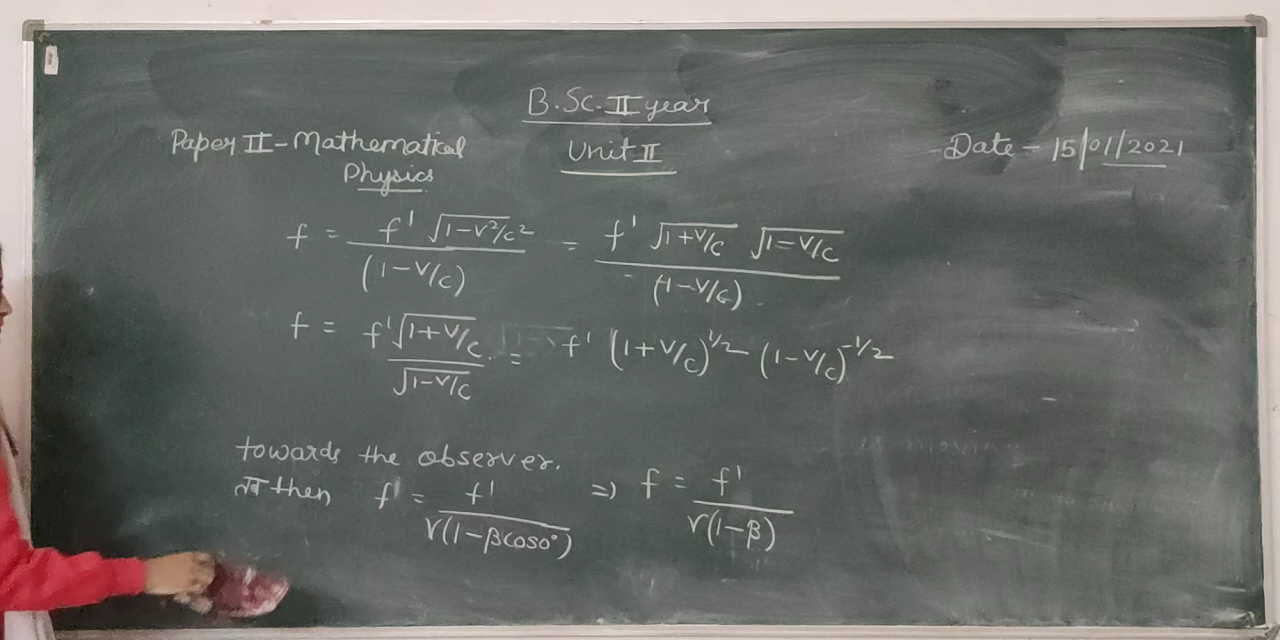 B.Sc. II year
Paper II - Mathematical Physics
Unit II
Date - 15/01/2021
f = f' √1-v²/c² / (1-v/c) = f' √1+v/c √1-v/c / (1-v/c).
f = f' √1+v/c / √1-v/c = f' (1+v/c)^1/2 (1-v/c)^-1/2
towards the observer.
then f' = f' / γ(1-βcos0°) => f = f' / γ(1-β)